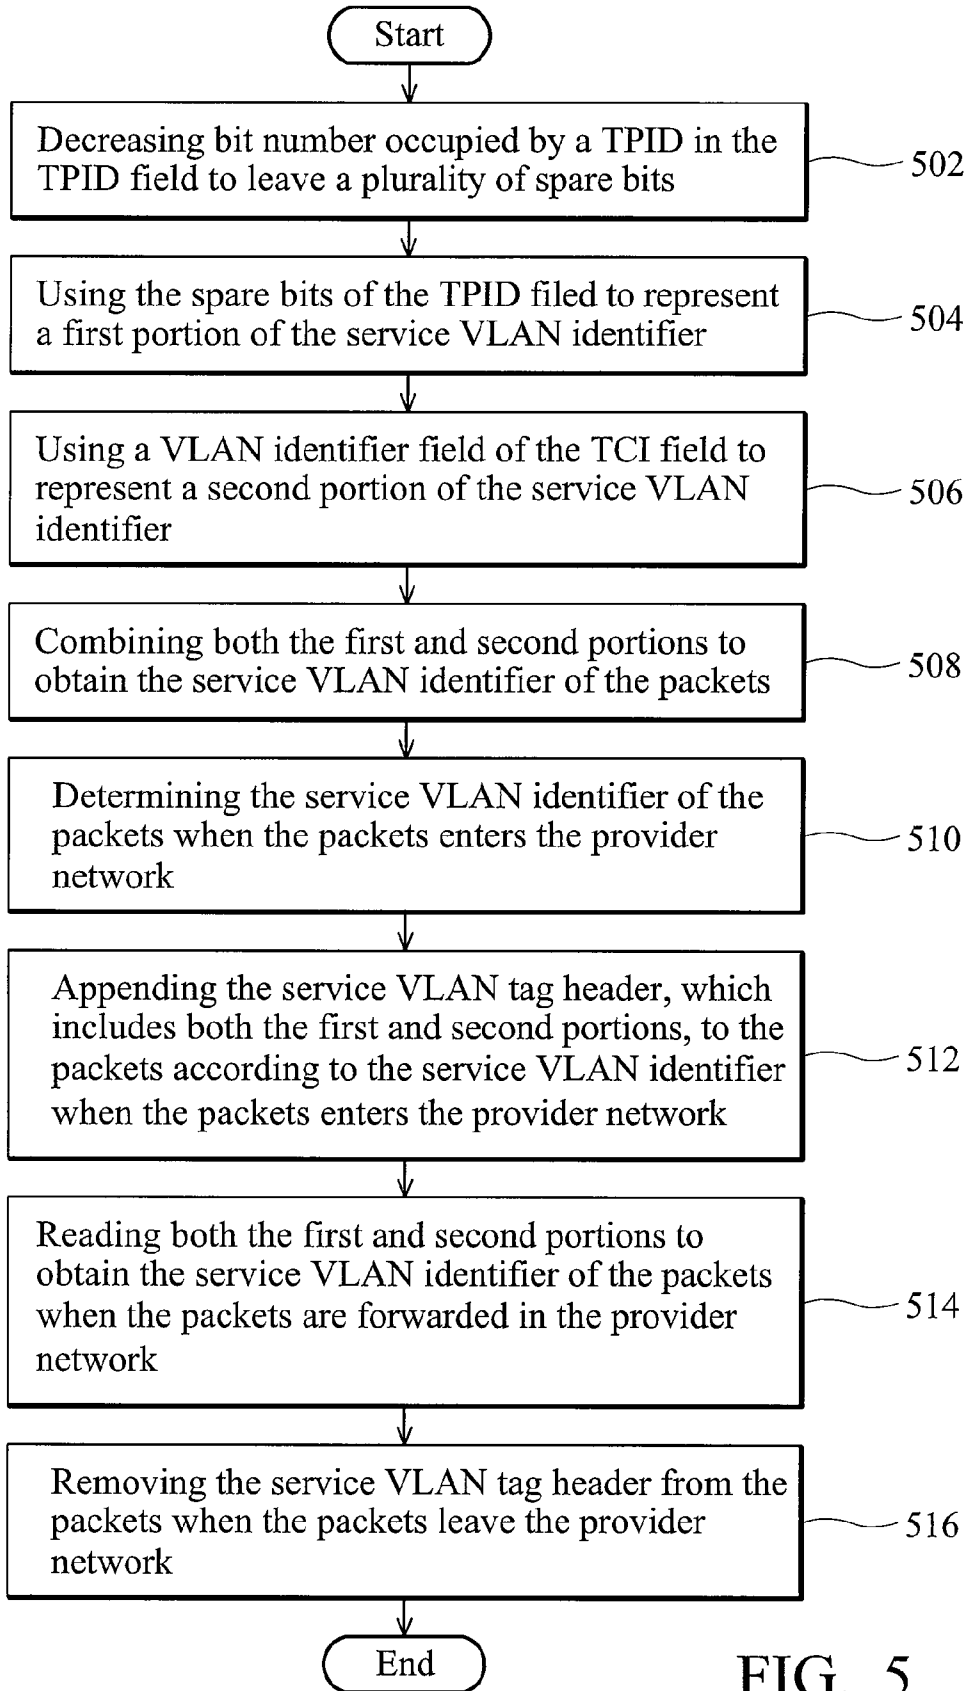 Start
Decreasing bit number occupied by a TPID in the
TPID field to leave a plurality of spare bits
502
Using the spare bits of the TPID filed to represent
a first portion of the service VLAN identifier
504
Using a VLAN identifier field of the TCI field to
represent a second portion of the service VLAN
identifier
506
Combining both the first and second portions to
obtain the service VLAN identifier of the packets
508
Determining the service VLAN identifier of the
packets when the packets enters the provider
network
510
Appending the service VLAN tag header, which
includes both the first and second portions, to the
packets according to the service VLAN identifier
when the packets enters the provider network
512
Reading both the first and second portions to
obtain the service VLAN identifier of the packets
when the packets are forwarded in the provider
network
514
Removing the service VLAN tag header from the
packets when the packets leave the provider
network
516
End
FIG. 5